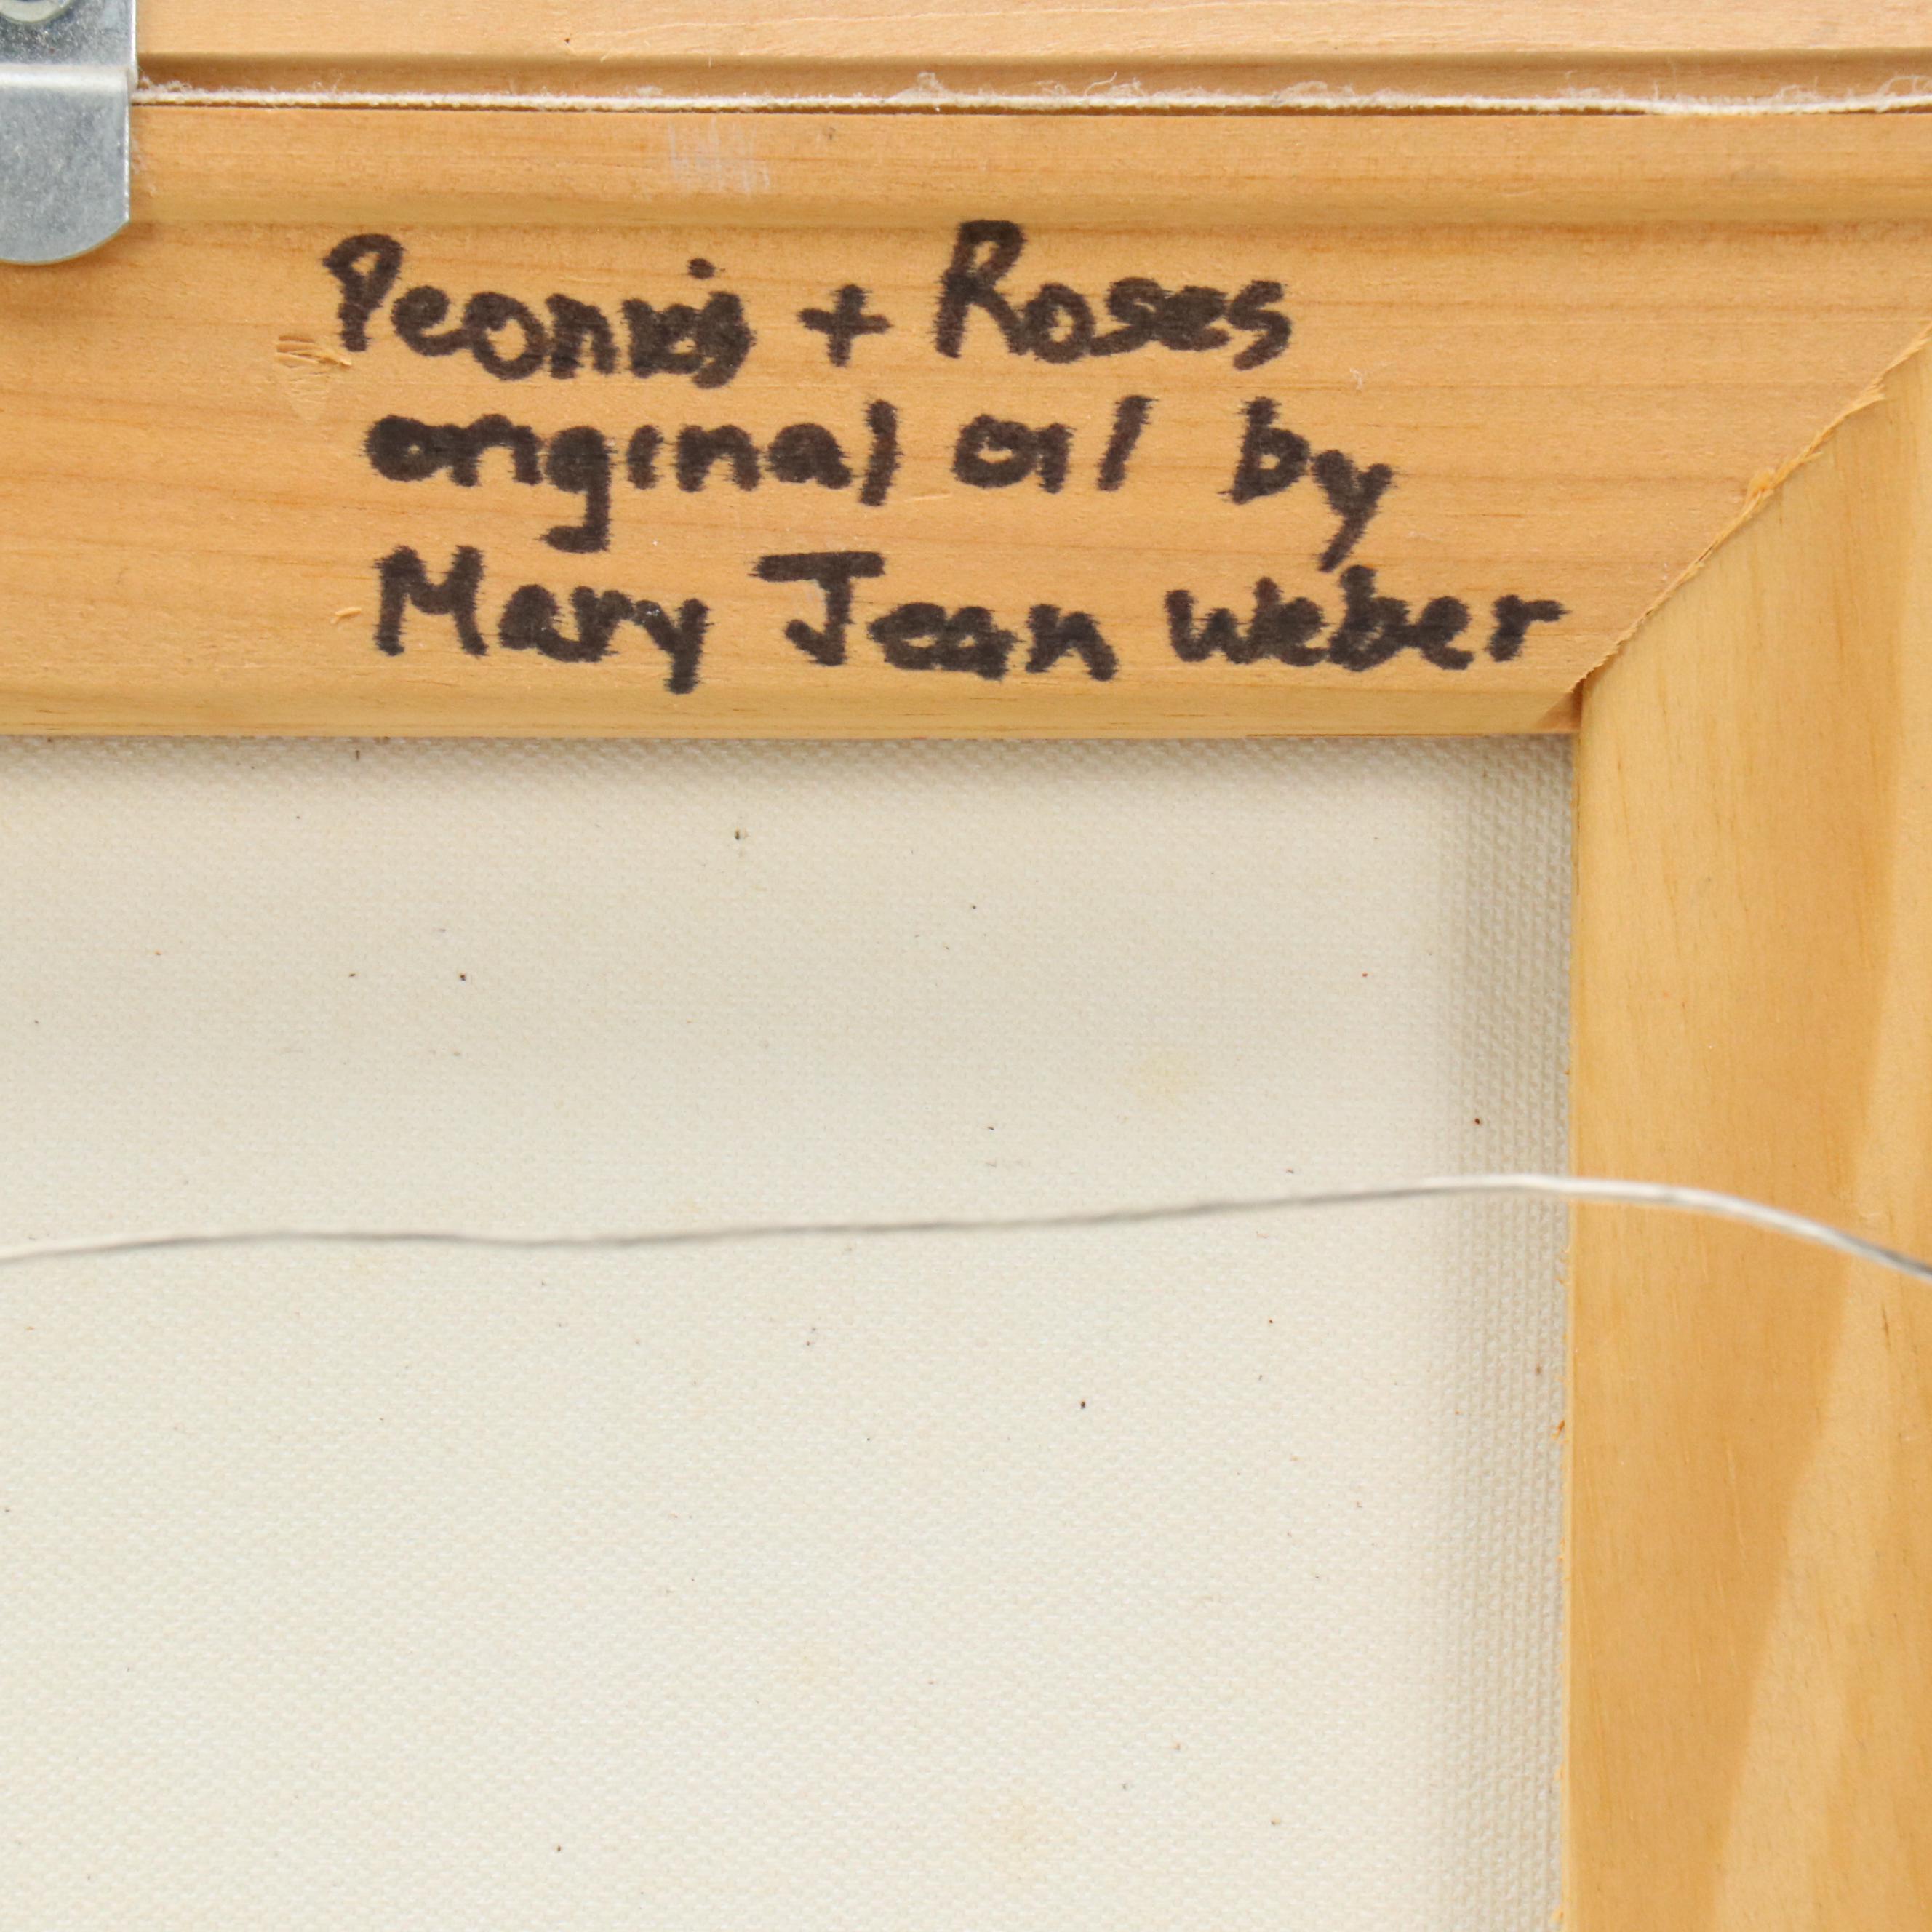 Peonies + Roses
original oil by
Mary Jean Weber